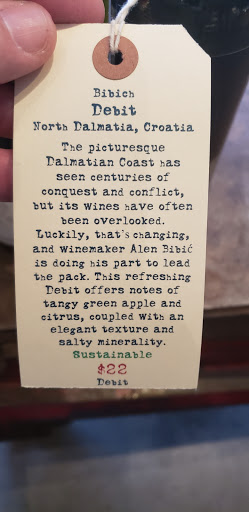 Bibich
Debit
North Dalmatia, Croatia
The picturesque
Dalmatian Coast has
seen centuries of
conquest and conflict,
but its wines have often
been overlooked.
Luckily, that's changing,
and winemaker Alen Bibić
is doing his part to lead
the pack. This refreshing
Debit offers notes of
tangy green apple and
citrus, coupled with an
elegant texture and
salty minerality.
Sustainable
$22
Debit